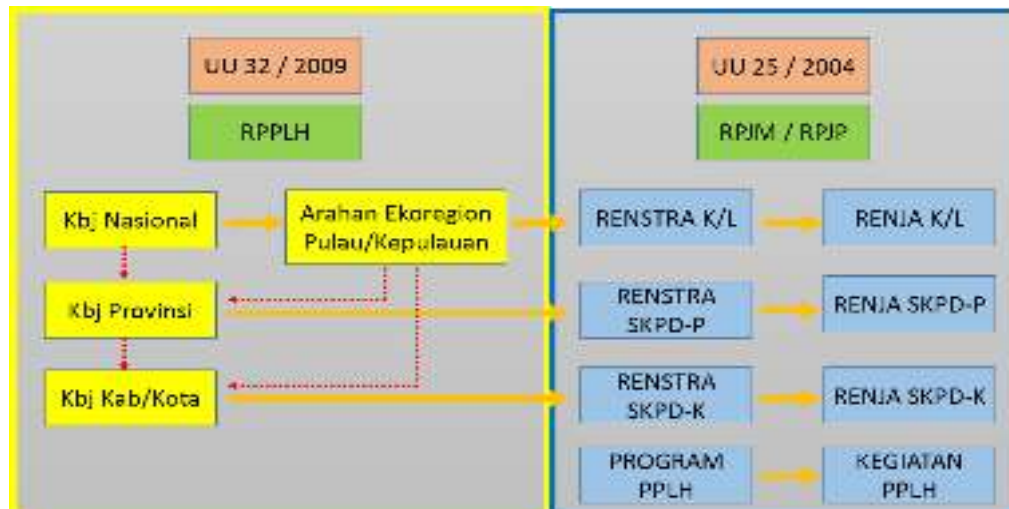 UU 32 / 2009
RPPLH
Kbj Nasional
Arahan Ekoregion
Pulau/Kepulauan
Kbj Provinsi
Kbj Kab/Kota
UU 25 / 2004
RPJM / RPJP
RENSTRA K/L
RENJA K/L
RENSTRA
SKPD-P
RENJA SKPD-P
RENSTRA
SKPD-K
RENJA SKPD-K
PROGRAM
PPLH
KEGIATAN
PPLH